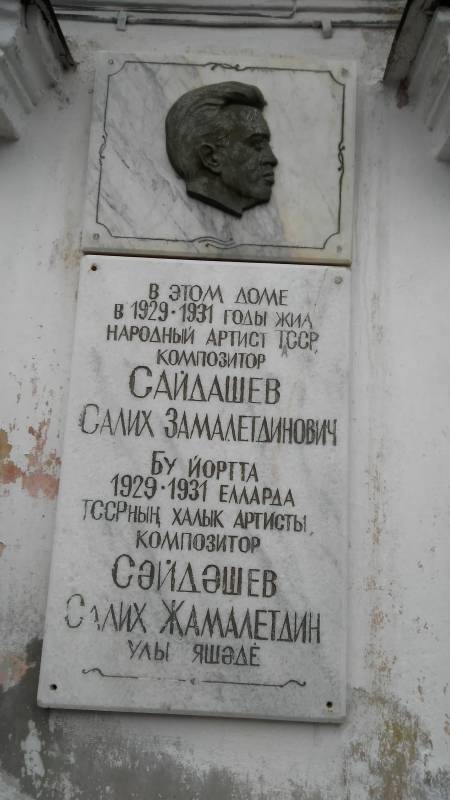 В ЭТОМ ДОМЕ
В 1929·1931 ГОДЫ ЖИЛ
НАРОДНЫЙ АРТИСТ ТССР,
КОМПОЗИТОР
САЙДАШЕВ
САЛИХ ЗАМАЛЕТДИНОВИЧ
БУ ЙОРТТА
1929·1931 ЕЛЛАРДА
ТССРНЫҢ ХАЛЫК АРТИСТЫ,
КОМПОЗИТОР
СӘЙДӘШЕВ
САЛИХ ҖАМАЛЕТДИН
УЛЫ ЯШӘДЕ